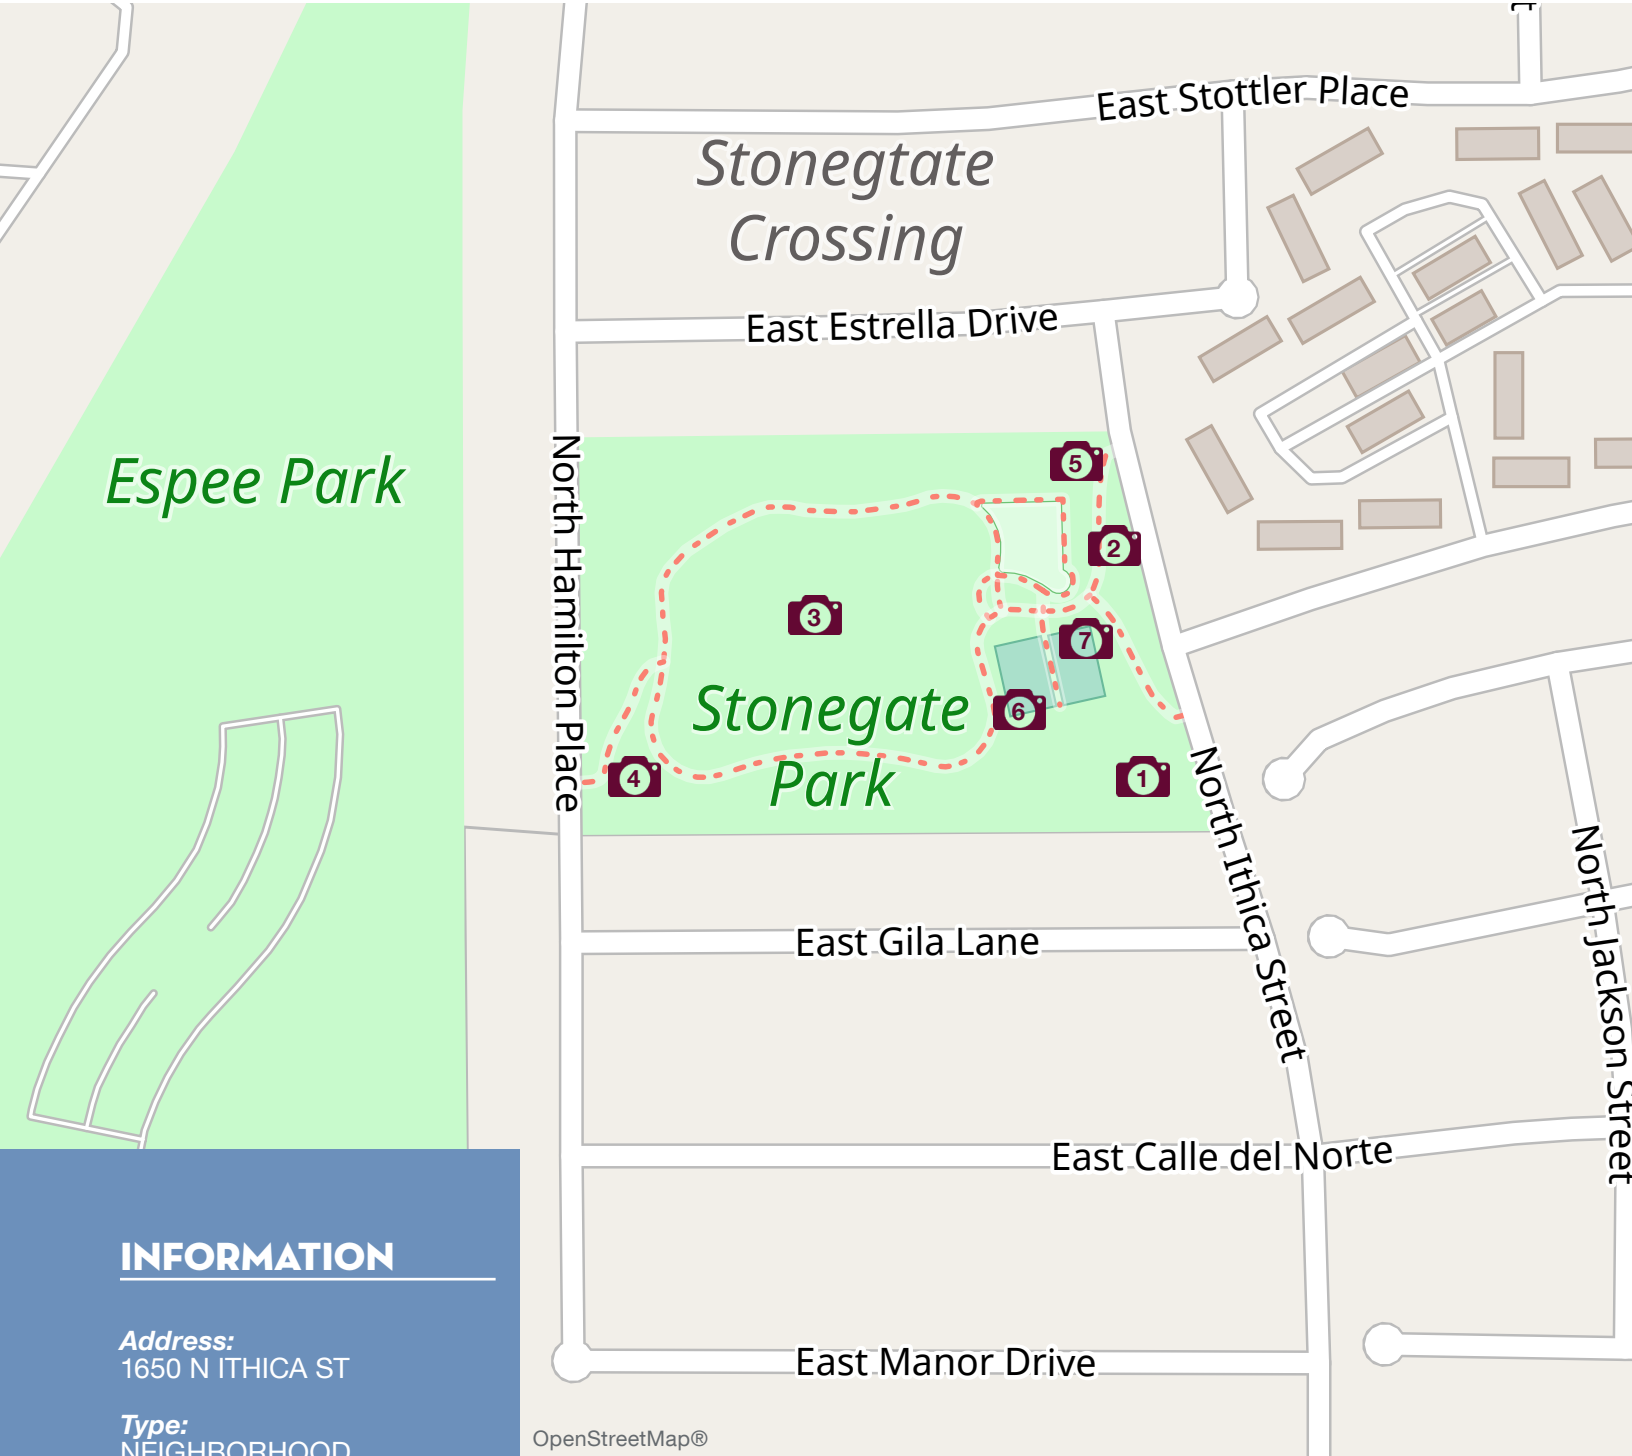 East Stottler Place
Stonegtate
Crossing
East Estrella Drive
Espee Park
North Hamilton Place
5
2
3
7
Stonegate
6
Park
4
1
North Ithica Street
North Jackson Street
East Gila Lane
East Calle del Norte
East Manor Drive
INFORMATION
Address:
1650 N ITHICA ST
Type:
NEIGHBORHOOD
OpenStreetMap®